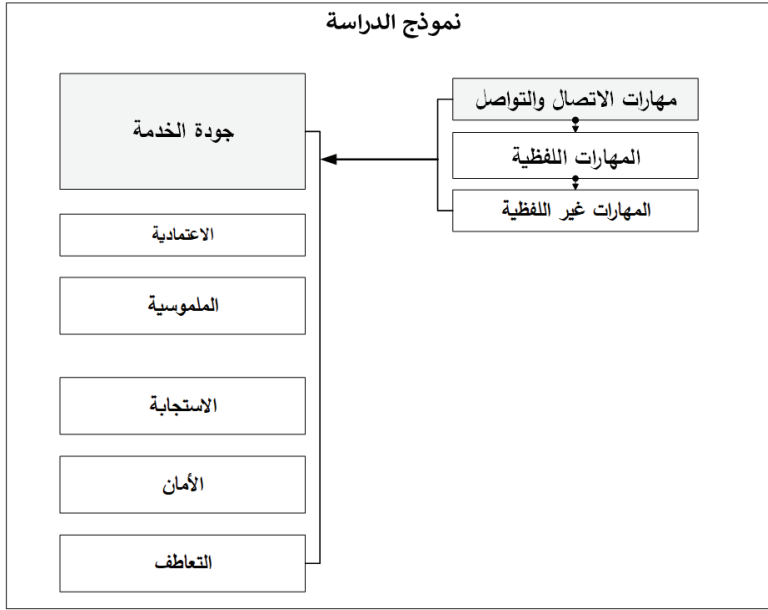 نموذج الدراسة
مهارات الاتصال والتواصل
المهارات اللفظية
المهارات غير اللفظية
جودة الخدمة
الاعتمادية
الملموسية
الاستجابة
الأمان
التعاطف